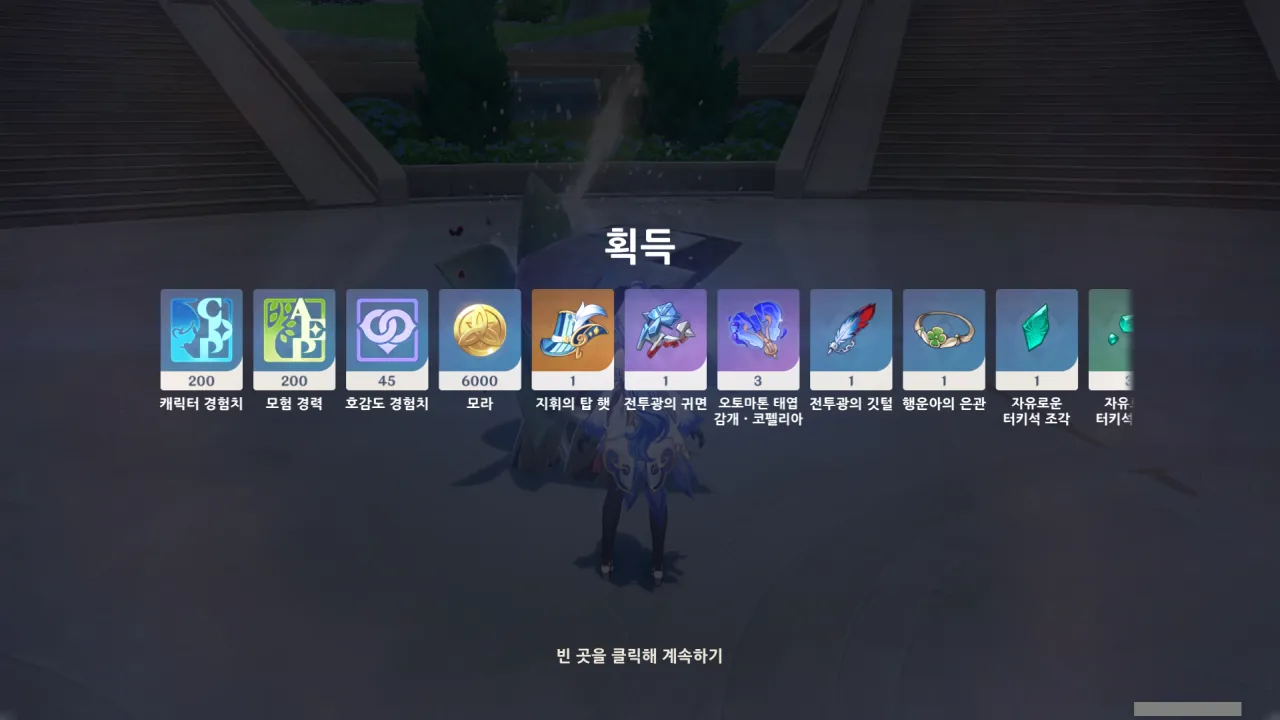 획득
200 200 45 6000 1 1 3 1 1 1 3
캐릭터 경험치 모험 경력 호감도 경험치 모라 지휘의 탑 햇 전투광의 귀면 오토마톤 태엽 전투광의 깃털 행운아의 은관 자유로운
감개·코펠리아 터키석 조각 터키석
빈 곳을 클릭해 계속하기